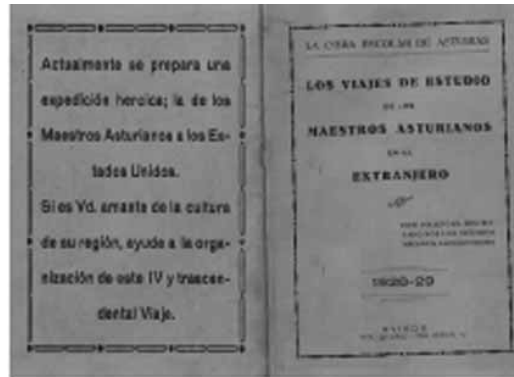 Actualmente se prepara una
expedición heroica; la de los
Maestros Asturianos a los Es-
tados Unidos.
Si es Vd. amante de la cultura
de su región, ayude a la orga-
nización de este IV y trascen-
dental Viaje.
LA OBRA ESCOLAR DE ASTURIAS
LOS VIAJES DE ESTUDIO
DE LOS
MAESTROS ASTURIANOS
EN EL
EXTRANJERO
1926-29